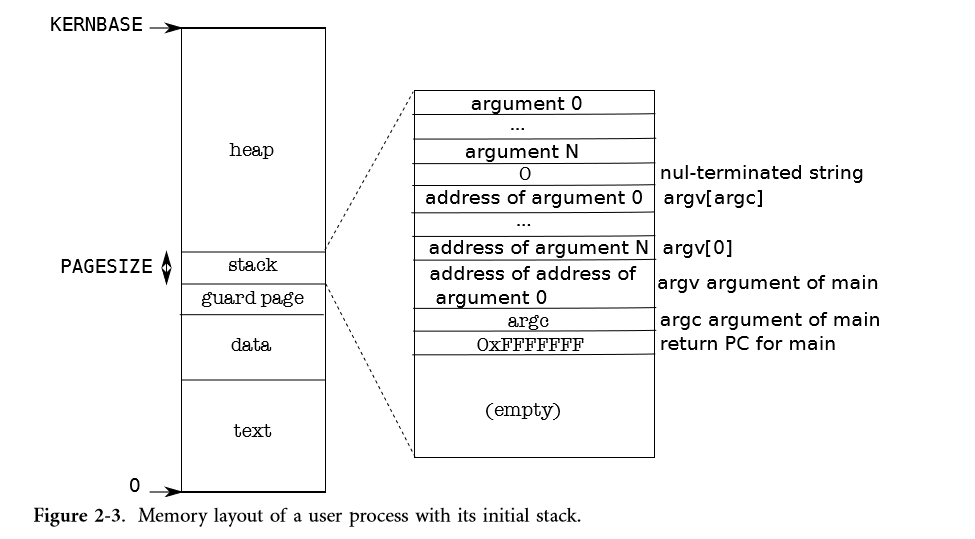 KERNBASE
heap
PAGESIZE
stack
guard page
data
text
0
argument 0
...
argument N
0
nul-terminated string
address of argument 0
argv[argc]
...
address of argument N
argv[0]
address of address of
argument 0
argv argument of main
argc
argc argument of main
0xFFFFFFF
return PC for main
(empty)
Figure 2-3. Memory layout of a user process with its initial stack.